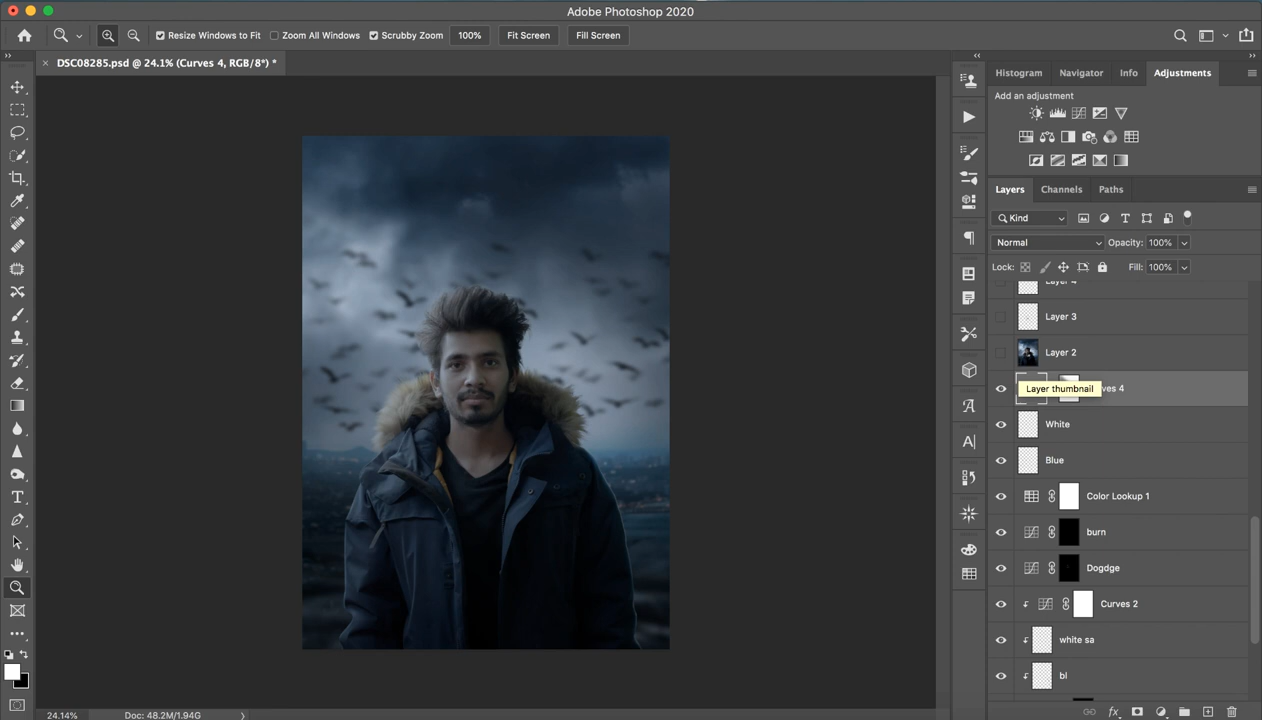 Adobe Photoshop 2020
Resize Windows to Fit Zoom All Windows Scrubby Zoom 100% Fit Screen Fill Screen
DSC08285.psd @ 24.1% (Curves 4, RGB/8*) *
Histogram Navigator Info Adjustments
Add an adjustment
Layers Channels Paths
Kind
Normal Opacity: 100%
Lock: Fill: 100%
Layer 4
Layer 3
Layer 2
Layer thumbnail ves 4
White
Blue
Color Lookup 1
burn
Dogdge
Curves 2
white sa
bl
24.14% Doc: 48.2M/1.94G